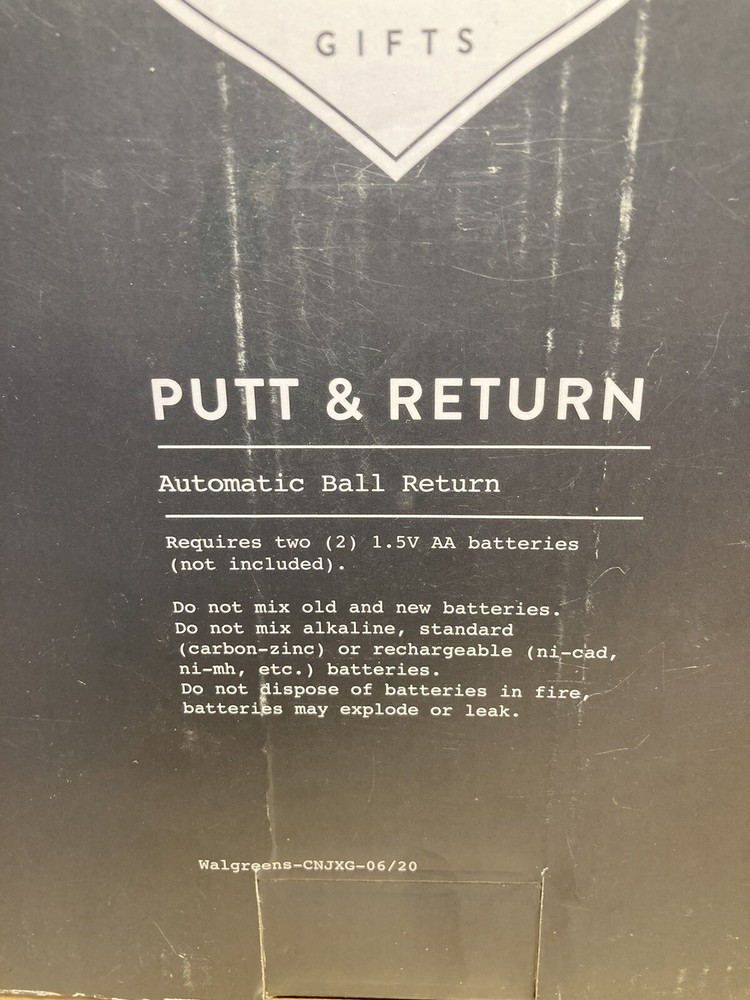 GIFTS
PUTT & RETURN
Automatic Ball Return
Requires two (2) 1.5V AA batteries
(not included).
Do not mix old and new batteries.
Do not mix alkaline, standard
(carbon-zinc) or rechargeable (ni-cad,
ni-mh, etc.) batteries.
Do not dispose of batteries in fire,
batteries may explode or leak.
Walgreens-CNJXG-06/20